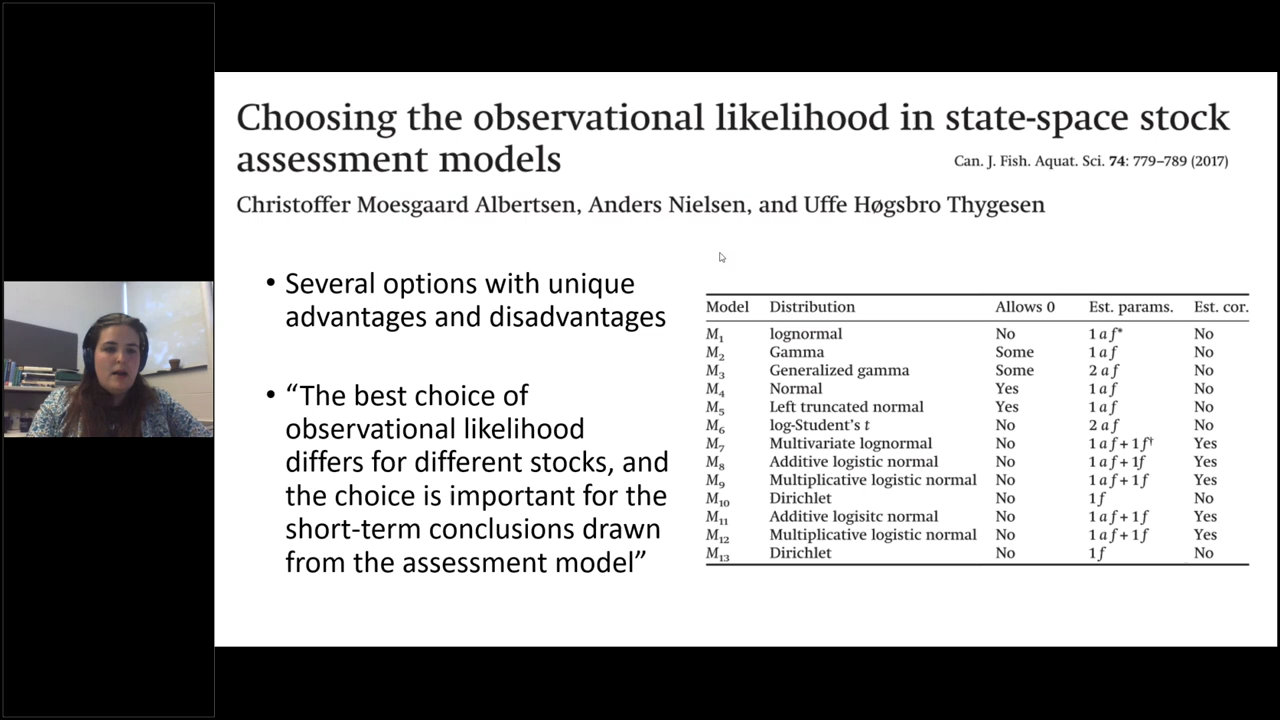 Choosing the observational likelihood in state-space stock
assessment models
Can. J. Fish. Aquat. Sci. 74: 779–789 (2017)
Christoffer Moesgaard Albertsen, Anders Nielsen, and Uffe Høgsbro Thygesen
• Several options with unique
advantages and disadvantages
• “The best choice of
observational likelihood
differs for different stocks, and
the choice is important for the
short-term conclusions drawn
from the assessment model”
Model Distribution Allows 0 Est. params. Est. cor.
M1 lognormal No 1 a f* No
M2 Gamma Some 1 a f No
M3 Generalized gamma Some 2 a f No
M4 Normal Yes 1 a f No
M5 Left truncated normal Yes 1 a f No
M6 log-Student’s t No 2 a f No
M7 Multivariate lognormal No 1 a f + 1 f† Yes
M8 Additive logistic normal No 1 a f + 1f Yes
M9 Multiplicative logistic normal No 1 a f + 1 f Yes
M10 Dirichlet No 1 f No
M11 Additive logisitc normal No 1 a f + 1 f Yes
M12 Multiplicative logistic normal No 1 a f + 1 f Yes
M13 Dirichlet No 1 f No